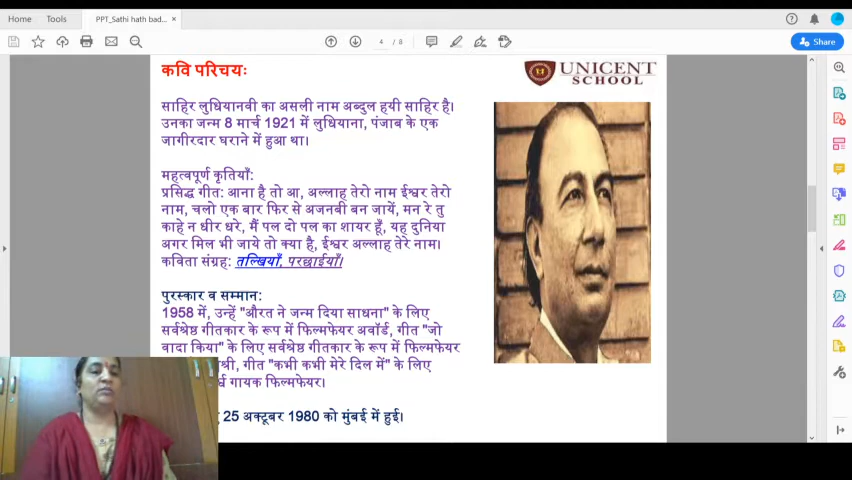 Home Tools PPT_Sathi hath bad... ×
4 / 8
Share
कवि परिचयः
UNICENT
SCHOOL
साहिर लुधियानवी का असली नाम अब्दुल हयी साहिर है।
उनका जन्म 8 मार्च 1921 में लुधियाना, पंजाब के एक
जागीरदार घराने में हुआ था।
महत्वपूर्ण कृतियाँ:
प्रसिद्ध गीत: आना है तो आ, अल्लाह तेरो नाम ईश्वर तेरो
नाम, चलो एक बार फिर से अजनबी बन जायें, मन रे तु
काहे न धीर धरे, मैं पल दो पल का शायर हूँ, यह दुनिया
अगर मिल भी जाये तो क्या है, ईश्वर अल्लाह तेरे नाम।
कविता संग्रह: तल्खियाँ, परछाईयाँ।
पुरस्कार व सम्मान:
1958 में, उन्हें "औरत ने जन्म दिया साधना" के लिए
सर्वश्रेष्ठ गीतकार के रूप में फिल्मफेयर अवॉर्ड, गीत "जो
वादा किया" के लिए सर्वश्रेष्ठ गीतकार के रूप में फिल्मफेयर
श्री, गीत "कभी कभी मेरे दिल में" के लिए
गायक फिल्मफेयर।
25 अक्टूबर 1980 को मुंबई में हुई।